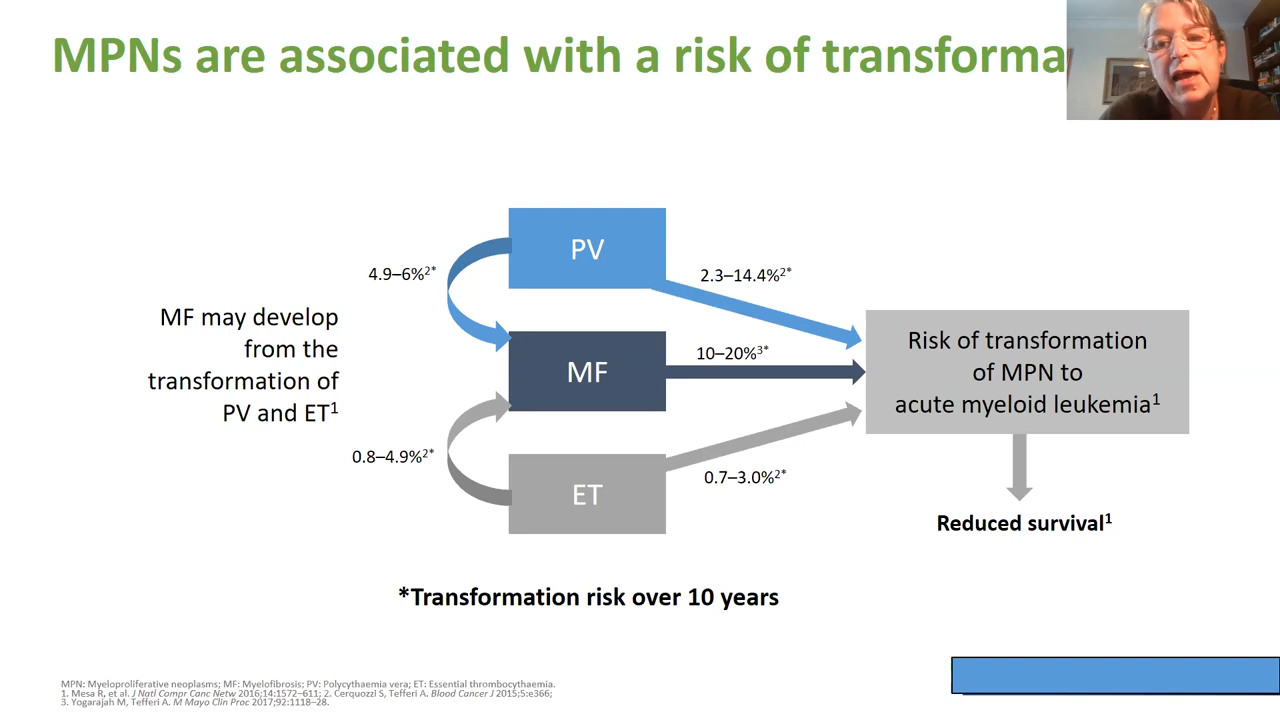 MPNs are associated with a risk of transforma
PV
4.9–6%2*
2.3–14.4%2*
MF may develop
from the
transformation of
PV and ET1
MF
10–20%3*
Risk of transformation
of MPN to
acute myeloid leukemia1
0.8–4.9%2*
ET
0.7–3.0%2*
Reduced survival1
*Transformation risk over 10 years
MPN: Myeloproliferative neoplasms; MF: Myelofibrosis; PV: Polycythaemia vera; ET: Essential thrombocythaemia.
1. Mesa R, et al. J Natl Compr Canc Netw 2016;14:1572–611; 2. Cerquozzi S, Tefferi A. Blood Cancer J 2015;5:e366;
3. Yogarajah M, Tefferi A. M Mayo Clin Proc 2017;92:1118–28.